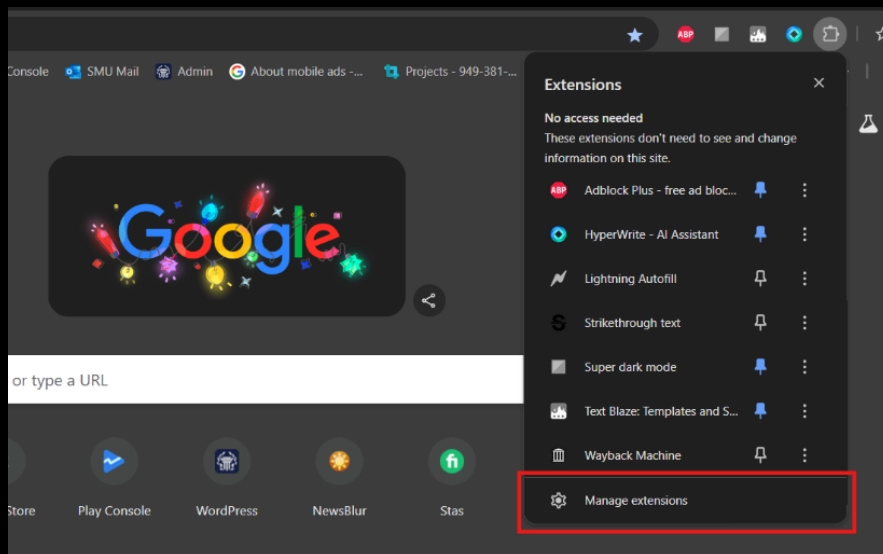 ABP
Console
SMU Mail
Admin
About mobile ads -...
Projects - 949-381-...
Extensions
No access needed
These extensions don't need to see and change
information on this site.
ABP Adblock Plus - free ad bloc...
HyperWrite - AI Assistant
Lightning Autofill
Strikethrough text
Super dark mode
Text Blaze: Templates and S...
Wayback Machine
Manage extensions
Google
or type a URL
Store
Play Console
WordPress
NewsBlur
Stas